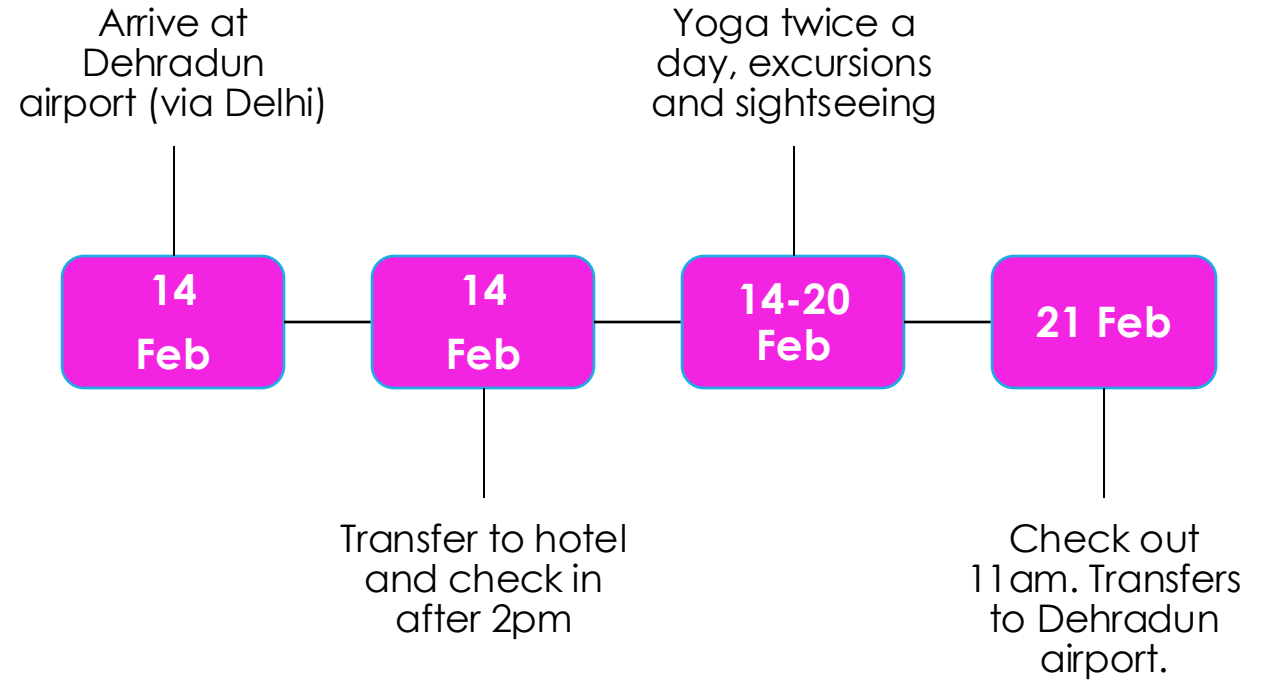 Arrive at
Dehradun
airport (via Delhi)
Yoga twice a
day, excursions
and sightseeing
14
Feb
14
Feb
14-20
Feb
21 Feb
Transfer to hotel
and check in
after 2pm
Check out
11am. Transfers
to Dehradun
airport.